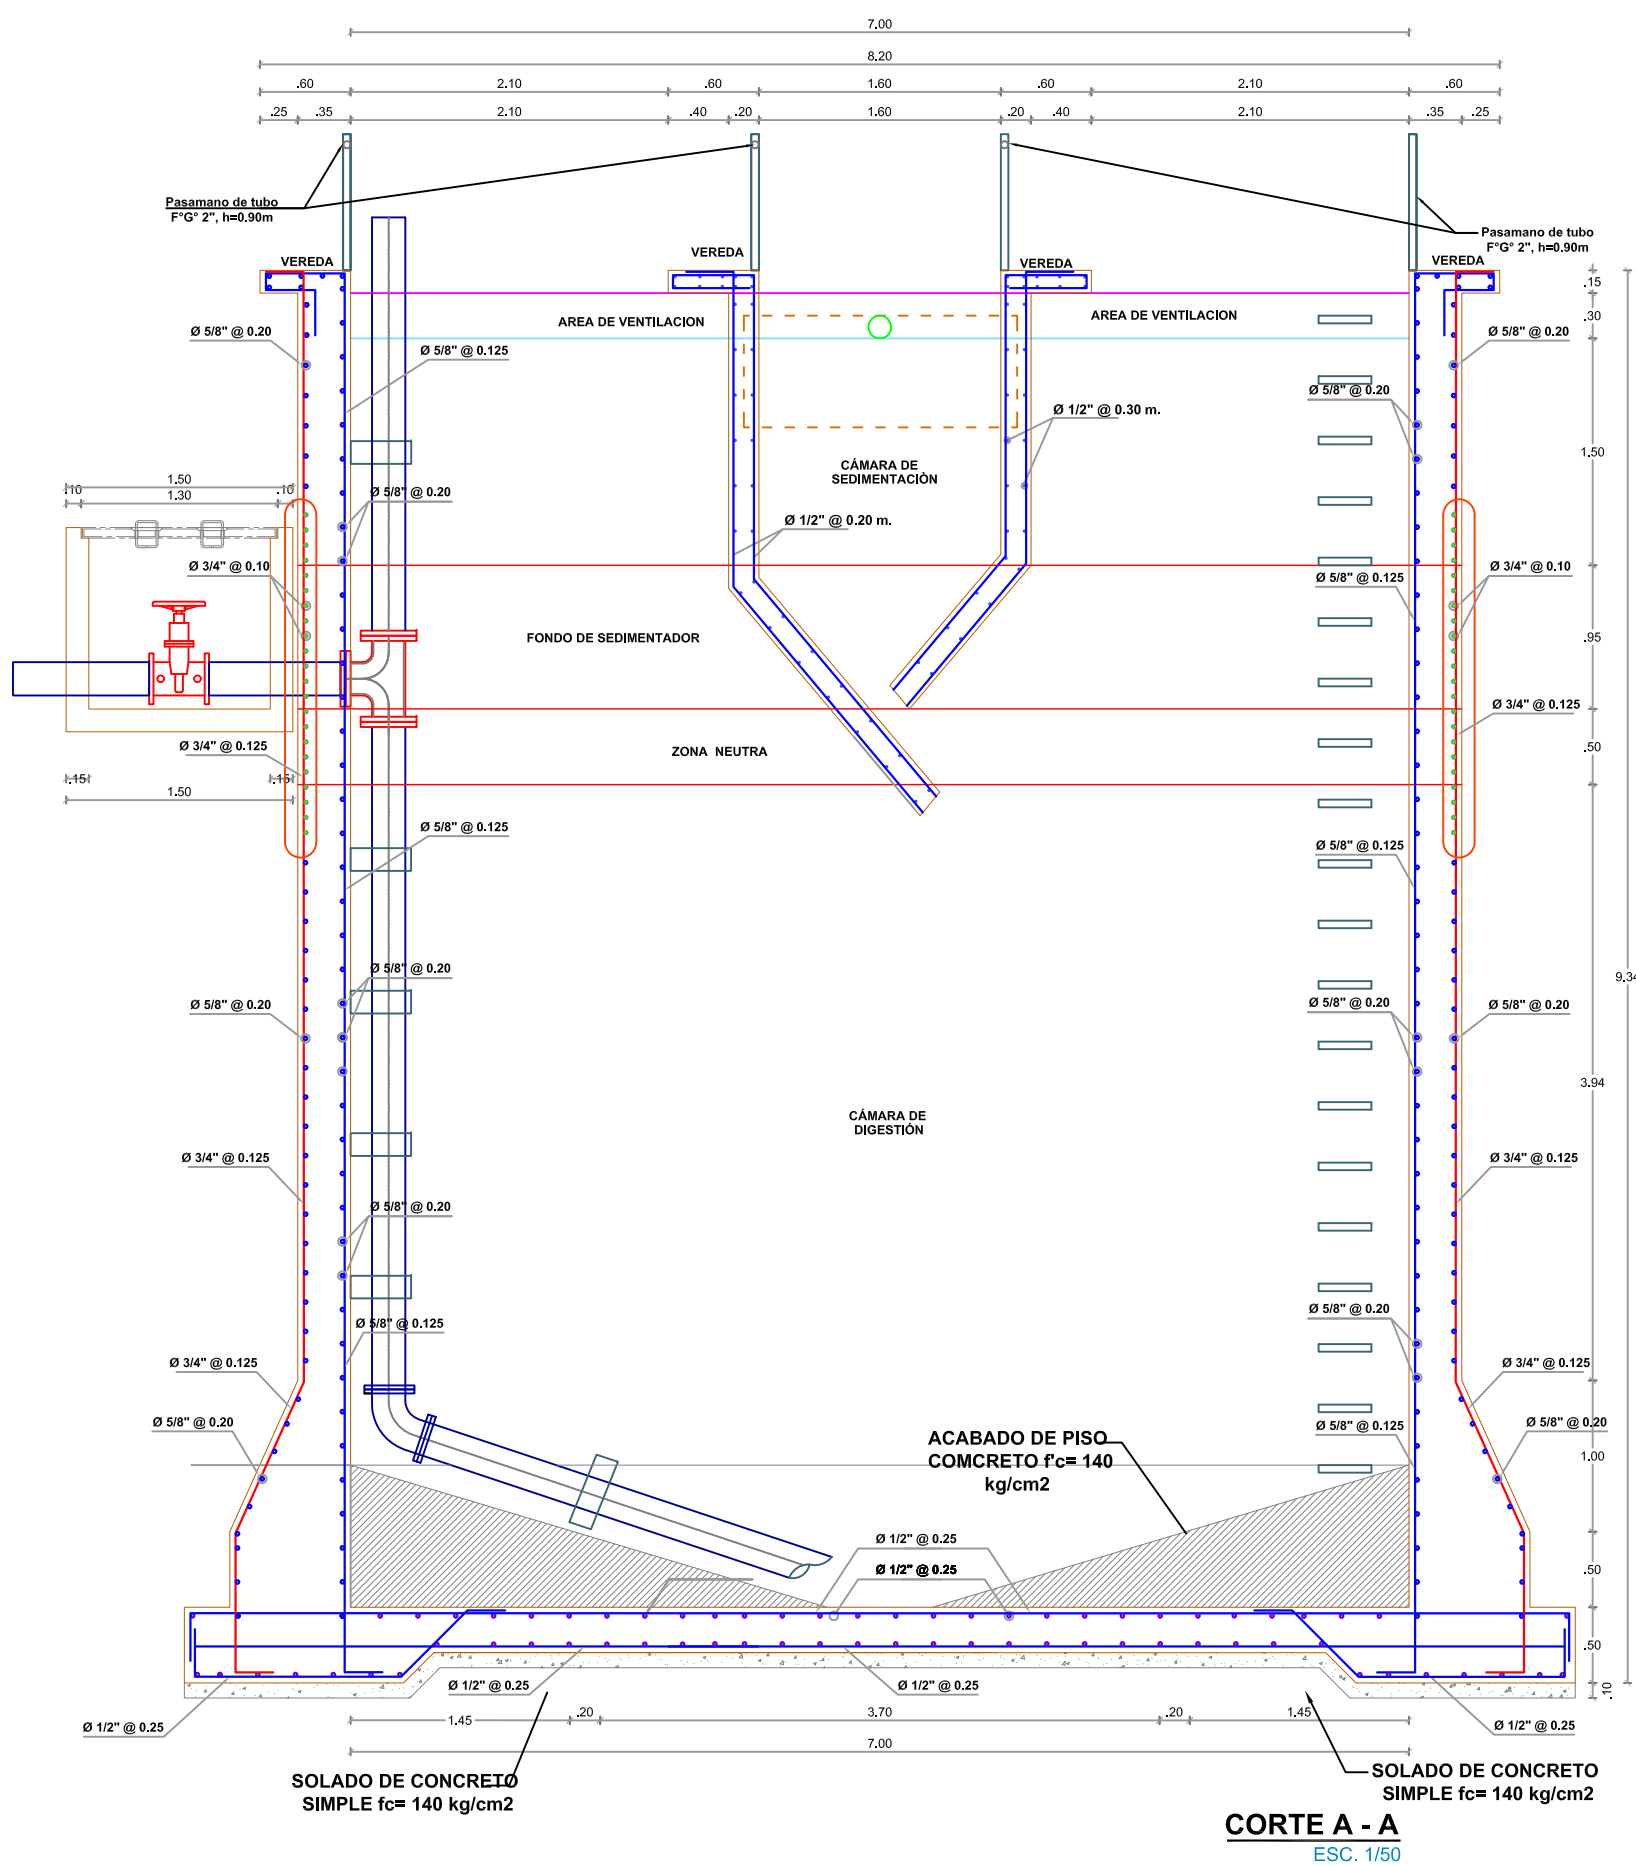 7.00
8.20
.60 2.10 .60 1.60 .60 2.10 .60
.25 .35 2.10 .40 .20 1.60 .20 .40 2.10 .35 .25
Pasamano de tubo
F°G° 2", h=0.90m
Pasamano de tubo
F°G° 2", h=0.90m
VEREDA
VEREDA
VEREDA
VEREDA
.15
.30
AREA DE VENTILACION
AREA DE VENTILACION
Ø 5/8" @ 0.20
Ø 5/8" @ 0.125
Ø 5/8" @ 0.20
Ø 5/8" @ 0.20
Ø 1/2" @ 0.30 m.
1.50
CÁMARA DE
SEDIMENTACIÒN
1.50
.10 1.30 .10
Ø 5/8" @ 0.20
Ø 1/2" @ 0.20 m.
Ø 3/4" @ 0.10
Ø 5/8" @ 0.125
Ø 3/4" @ 0.10
FONDO DE SEDIMENTADOR
.95
Ø 3/4" @ 0.125
Ø 3/4" @ 0.125
ZONA NEUTRA
.50
.15 .15
1.50
Ø 5/8" @ 0.125
Ø 5/8" @ 0.125
Ø 5/8" @ 0.20
9.34
Ø 5/8" @ 0.20
Ø 5/8" @ 0.20
Ø 5/8" @ 0.20
3.94
CÁMARA DE
DIGESTIÓN
Ø 3/4" @ 0.125
Ø 3/4" @ 0.125
Ø 5/8" @ 0.20
Ø 5/8" @ 0.20
Ø 5/8" @ 0.125
Ø 3/4" @ 0.125
Ø 3/4" @ 0.125
Ø 5/8" @ 0.20
Ø 5/8" @ 0.125
Ø 5/8" @ 0.20
ACABADO DE PISO
COMCRETO f'c= 140
kg/cm2
1.00
Ø 1/2" @ 0.25
Ø 1/2" @ 0.25
.50
.50
Ø 1/2" @ 0.25
Ø 1/2" @ 0.25
.10
Ø 1/2" @ 0.25
Ø 1/2" @ 0.25
1.45 .20 3.70 .20 1.45
7.00
SOLADO DE CONCRETO
SIMPLE fc= 140 kg/cm2
SOLADO DE CONCRETO
SIMPLE fc= 140 kg/cm2
CORTE A - A
ESC. 1/50